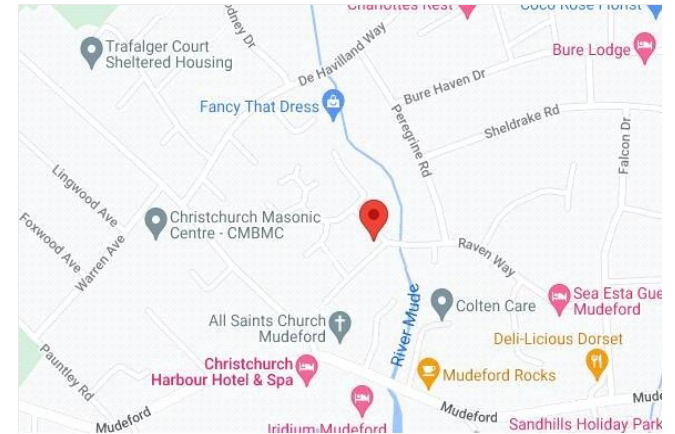 Charlottes Rest
Coco Rose Florist
Rodney Dr
Trafalger Court
Sheltered Housing
De Havilland Way
Bure Lodge
Bure Haven Dr
Fancy That Dress
Peregrine Rd
Sheldrake Rd
Falcon Dr
Lingwood Ave
Foxwood Ave
Warren Ave
Christchurch Masonic
Centre - CMBMC
Raven Way
Colten Care
Sea Esta Gue
Mudeford
All Saints Church
Mudeford
River Mude
Deli-Licious Dorset
Christchurch
Harbour Hotel & Spa
Mudeford Rocks
Pauntley Rd
Mudeford
Mudeford
Mude
Iridium Mudeford
Sandhills Holiday Park